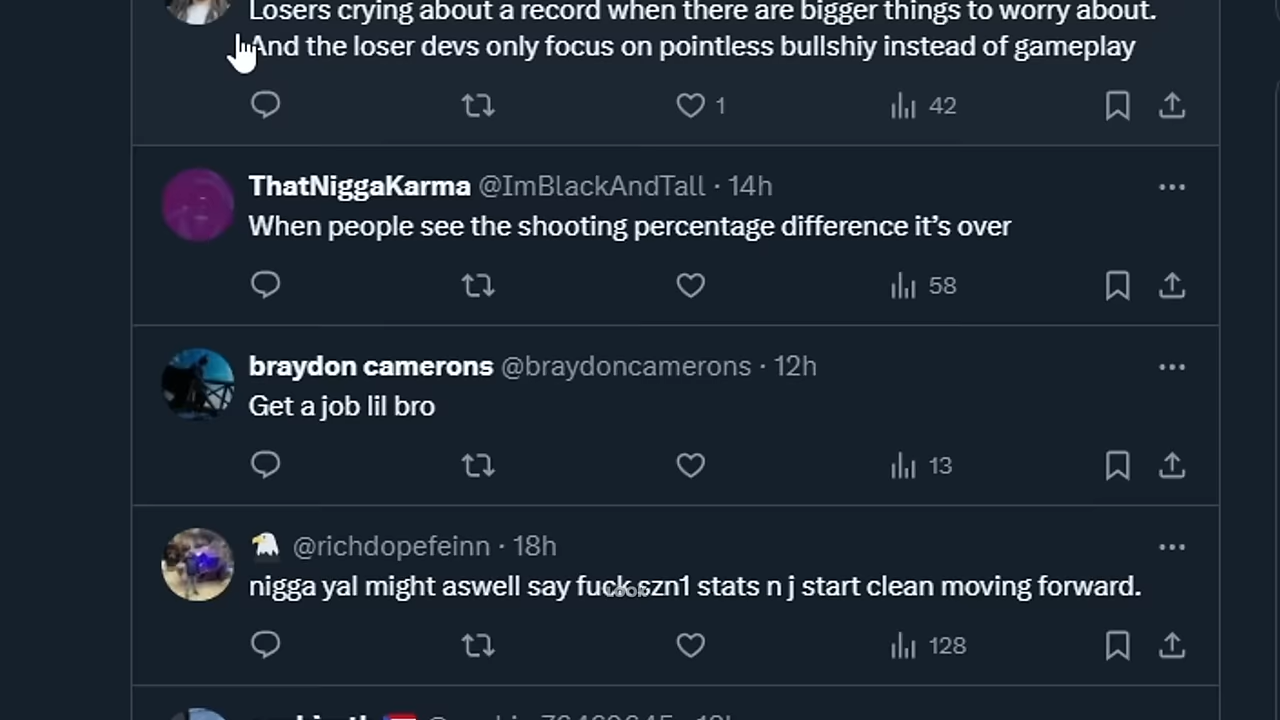 Losers crying about a record when there are bigger things to worry about.
And the loser devs only focus on pointless bullshiy instead of gameplay
1 42
ThatNiggaKarma @ImBlackAndTall · 14h
When people see the shooting percentage difference it’s over
58
braydon camerons @braydoncamerons · 12h
Get a job lil bro
13
@richdopefeinn · 18h
nigga yal might aswell say fuck szn1 stats n j start clean moving forward.
128